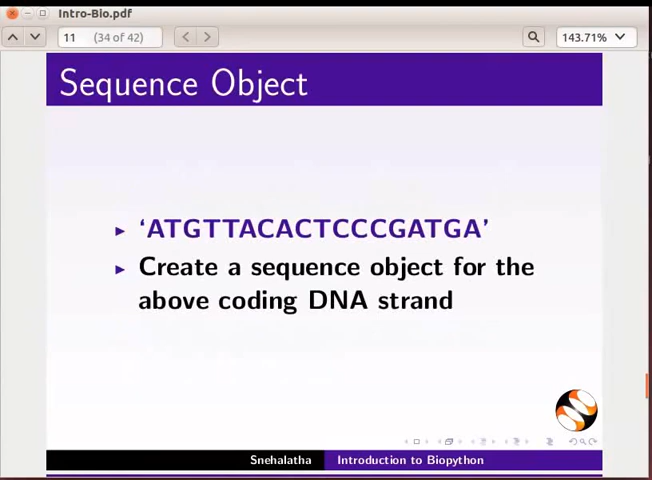 Intro-Bio.pdf
11 (34 of 42) 143.71%
Sequence Object
‘ATGTTACACTCCCGATGA’
Create a sequence object for the
above coding DNA strand
Snehalatha Introduction to Biopython